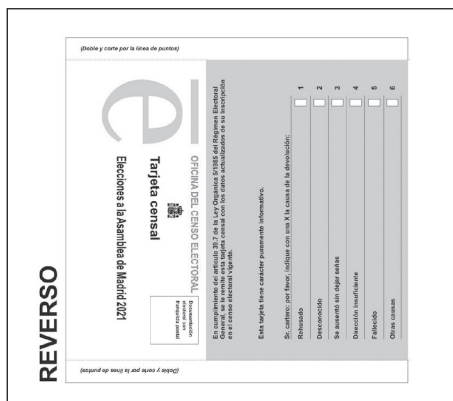 REVERSO
(Doble y corte por la línea de puntos)
OFICINA DEL CENSO ELECTORAL
Tarjeta censal
Elecciones a la Asamblea de Madrid 2021
Documentación
electoral con
franquicia postal
En cumplimiento del artículo 39.7 de la Ley Orgánica 5/1985 del Régimen Electoral
General, se le remite esta tarjeta censal con los datos actualizados de su inscripción
en el censo electoral vigente.
Esta tarjeta tiene carácter puramente informativo.
Sr. cartero: por favor, indique con una X la causa de la devolución:
Rehusado 1
Desconocido 2
Se ausentó sin dejar señas 3
Dirección insuficiente 4
Fallecido 5
Otras causas 6
(Doble y corte por la línea de puntos)